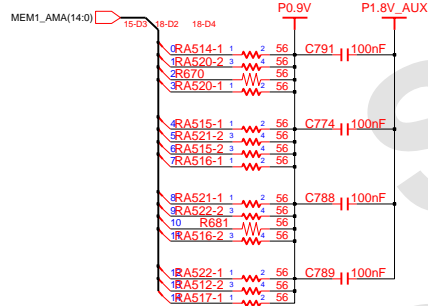 P0.9V P1.8V_AUX
MEM1_AMA(14:0)
15-D3 18-D2 18-D4
0 RA514-1 1 2 56 C791 100nF
1 RA520-2 3 4 56
2 R670 56
3 RA520-1 1 2 56
4 RA515-1 1 2 56 C774 100nF
5 RA521-2 3 4 56
6 RA515-2 3 4 56
7 RA516-1 1 2 56
8 RA521-1 1 2 56 C788 100nF
9 RA522-2 3 4 56
10 R681 56
11 RA516-2 3 4 56
12 RA522-1 1 2 56 C789 100nF
13 RA512-2 3 4 56
14 RA517-1 1 2 56